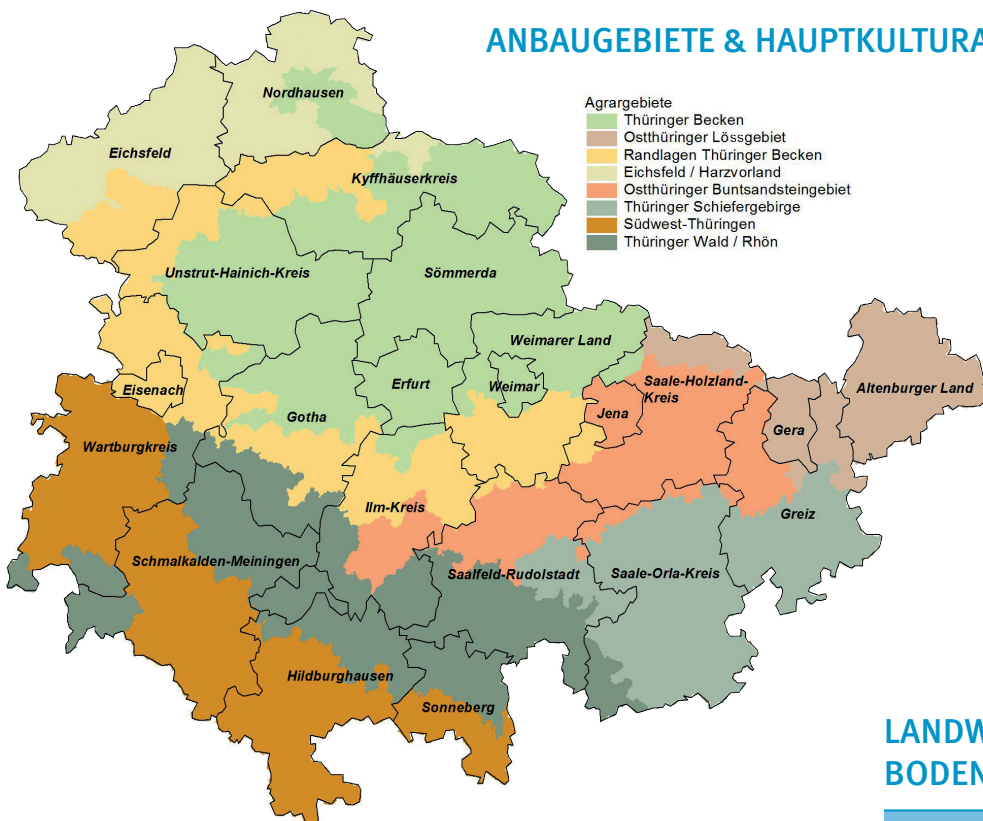 ANBAUGEBIETE & HAUPTKULTURA
Agrargebiete
Thüringer Becken
Ostthüringer Lössgebiet
Randlagen Thüringer Becken
Eichsfeld / Harzvorland
Ostthüringer Buntsandsteingebiet
Thüringer Schiefergebirge
Südwest-Thüringen
Thüringer Wald / Rhön
Nordhausen
Eichsfeld
Kyffhäuserkreis
Unstrut-Hainich-Kreis
Sömmerda
Weimarer Land
Eisenach
Erfurt
Weimar
Saale-Holzland-
Kreis
Altenburger Land
Gotha
Jena
Gera
Wartburgkreis
Ilm-Kreis
Greiz
Schmalkalden-Meiningen
Saalfeld-Rudolstadt
Saale-Orla-Kreis
Hildburghausen
Sonneberg
LANDW
BODEN